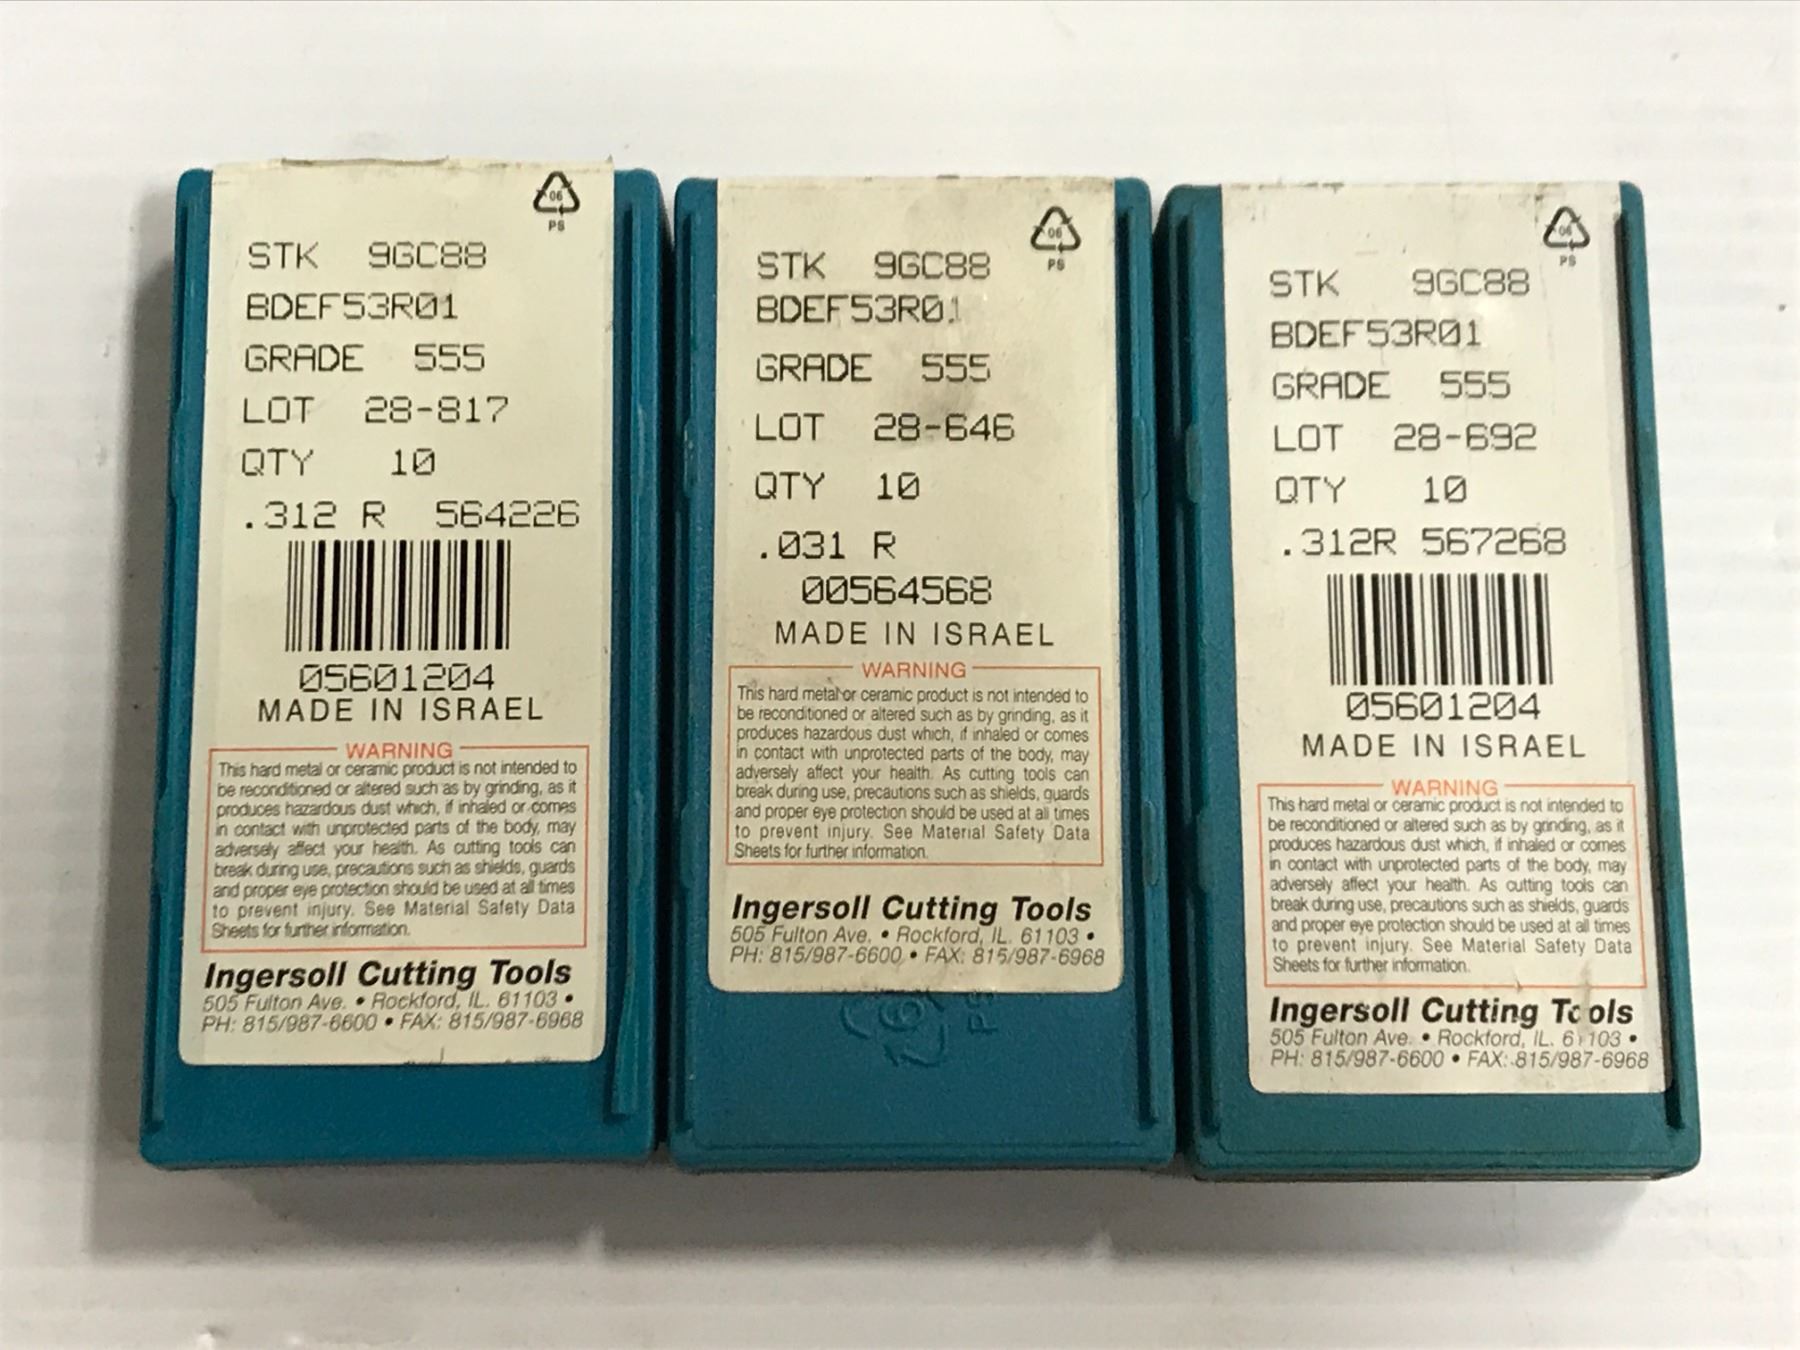 06
PS
STK 9GC88
BDEF53R01
GRADE 555
LOT 28-817
QTY 10
.312 R 564226
05601204
MADE IN ISRAEL
WARNING
This hard metal or ceramic product is not intended to
be reconditioned or altered such as by grinding, as it
produces hazardous dust which, if inhaled or comes
in contact with unprotected parts of the body, may
adversely affect your health. As cutting tools can
break during use, precautions such as shields, guards
and proper eye protection should be used at all times
to prevent injury. See Material Safety Data
Sheets for further information.
Ingersoll Cutting Tools
505 Fulton Ave. • Rockford, IL. 61103 •
PH: 815/987-6600 • FAX: 815/987-6968
06
PS
STK 9GC88
BDEF53R01
GRADE 555
LOT 28-646
QTY 10
.031 R
00564568
MADE IN ISRAEL
WARNING
This hard metal or ceramic product is not intended to
be reconditioned or altered such as by grinding, as it
produces hazardous dust which, if inhaled or comes
in contact with unprotected parts of the body, may
adversely affect your health. As cutting tools can
break during use, precautions such as shields, guards
and proper eye protection should be used at all times
to prevent injury. See Material Safety Data
Sheets for further information.
Ingersoll Cutting Tools
505 Fulton Ave. • Rockford, IL. 61103 •
PH: 815/987-6600 • FAX: 815/987-6968
PS
06
PS
STK 9GC88
BDEF53R01
GRADE 555
LOT 28-692
QTY 10
.312R 567268
05601204
MADE IN ISRAEL
WARNING
This hard metal or ceramic product is not intended to
be reconditioned or altered such as by grinding, as it
produces hazardous dust which, if inhaled or comes
in contact with unprotected parts of the body, may
adversely affect your health. As cutting tools can
break during use, precautions such as shields, guards
and proper eye protection should be used at all times
to prevent injury. See Material Safety Data
Sheets for further information.
Ingersoll Cutting Tools
505 Fulton Ave. • Rockford, IL. 61103 •
PH: 815/987-6600 • FAX: 815/987-6968